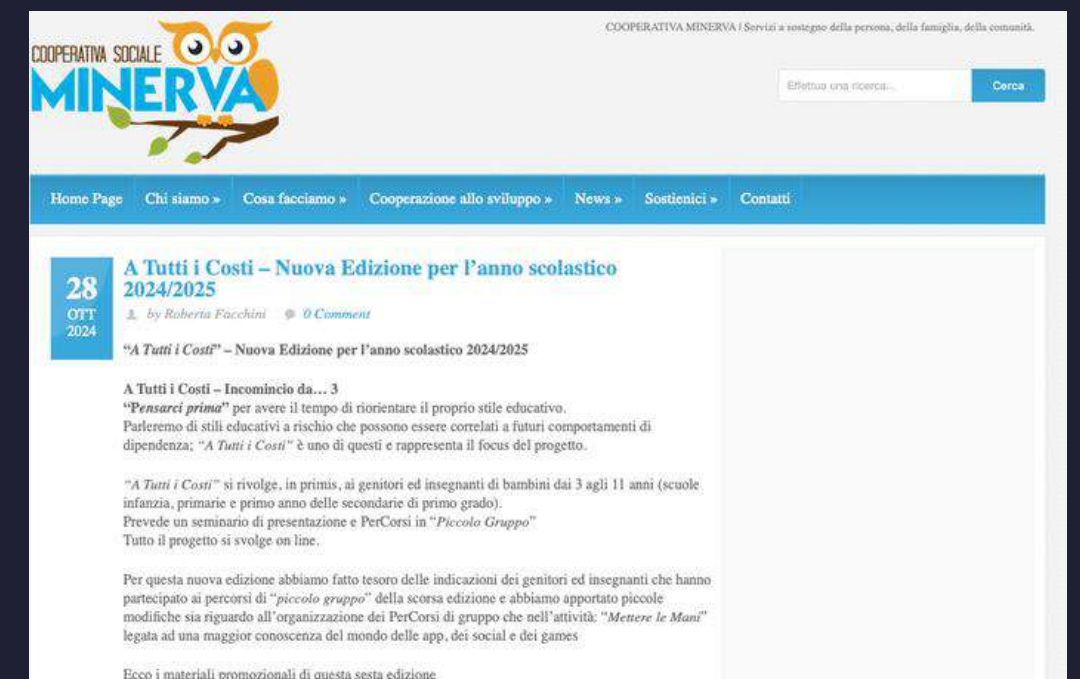 COOPERATIVA SOCIALE
MINERVA
COOPERATIVA MINERVA | Servizi a sostegno della persona, della famiglia, della comunità.
Effettua una ricerca...
Cerca
Home Page Chi siamo » Cosa facciamo » Cooperazione allo sviluppo » News » Sostienici » Contatti
28
OTT
2024
A Tutti i Costi – Nuova Edizione per l’anno scolastico
2024/2025
by Roberta Facchini 0 Comment
“A Tutti i Costi” – Nuova Edizione per l’anno scolastico 2024/2025
A Tutti i Costi – Incomincio da… 3
“Pensarci prima” per avere il tempo di riorientare il proprio stile educativo.
Parleremo di stili educativi a rischio che possono essere correlati a futuri comportamenti di
dipendenza; “A Tutti i Costi” è uno di questi e rappresenta il focus del progetto.
“A Tutti i Costi” si rivolge, in primis, ai genitori ed insegnanti di bambini dai 3 agli 11 anni (scuole
infanzia, primarie e primo anno delle secondarie di primo grado).
Prevede un seminario di presentazione e PerCorsi in “Piccolo Gruppo”
Tutto il progetto si svolge on line.
Per questa nuova edizione abbiamo fatto tesoro delle indicazioni dei genitori ed insegnanti che hanno
partecipato ai percorsi di “piccolo gruppo” della scorsa edizione e abbiamo apportato piccole
modifiche sia riguardo all’organizzazione dei PerCorsi di gruppo che nell’attività: “Mettere le Mani”
legata ad una maggior conoscenza del mondo delle app, dei social e dei games
Ecco i materiali promozionali di questa sesta edizione